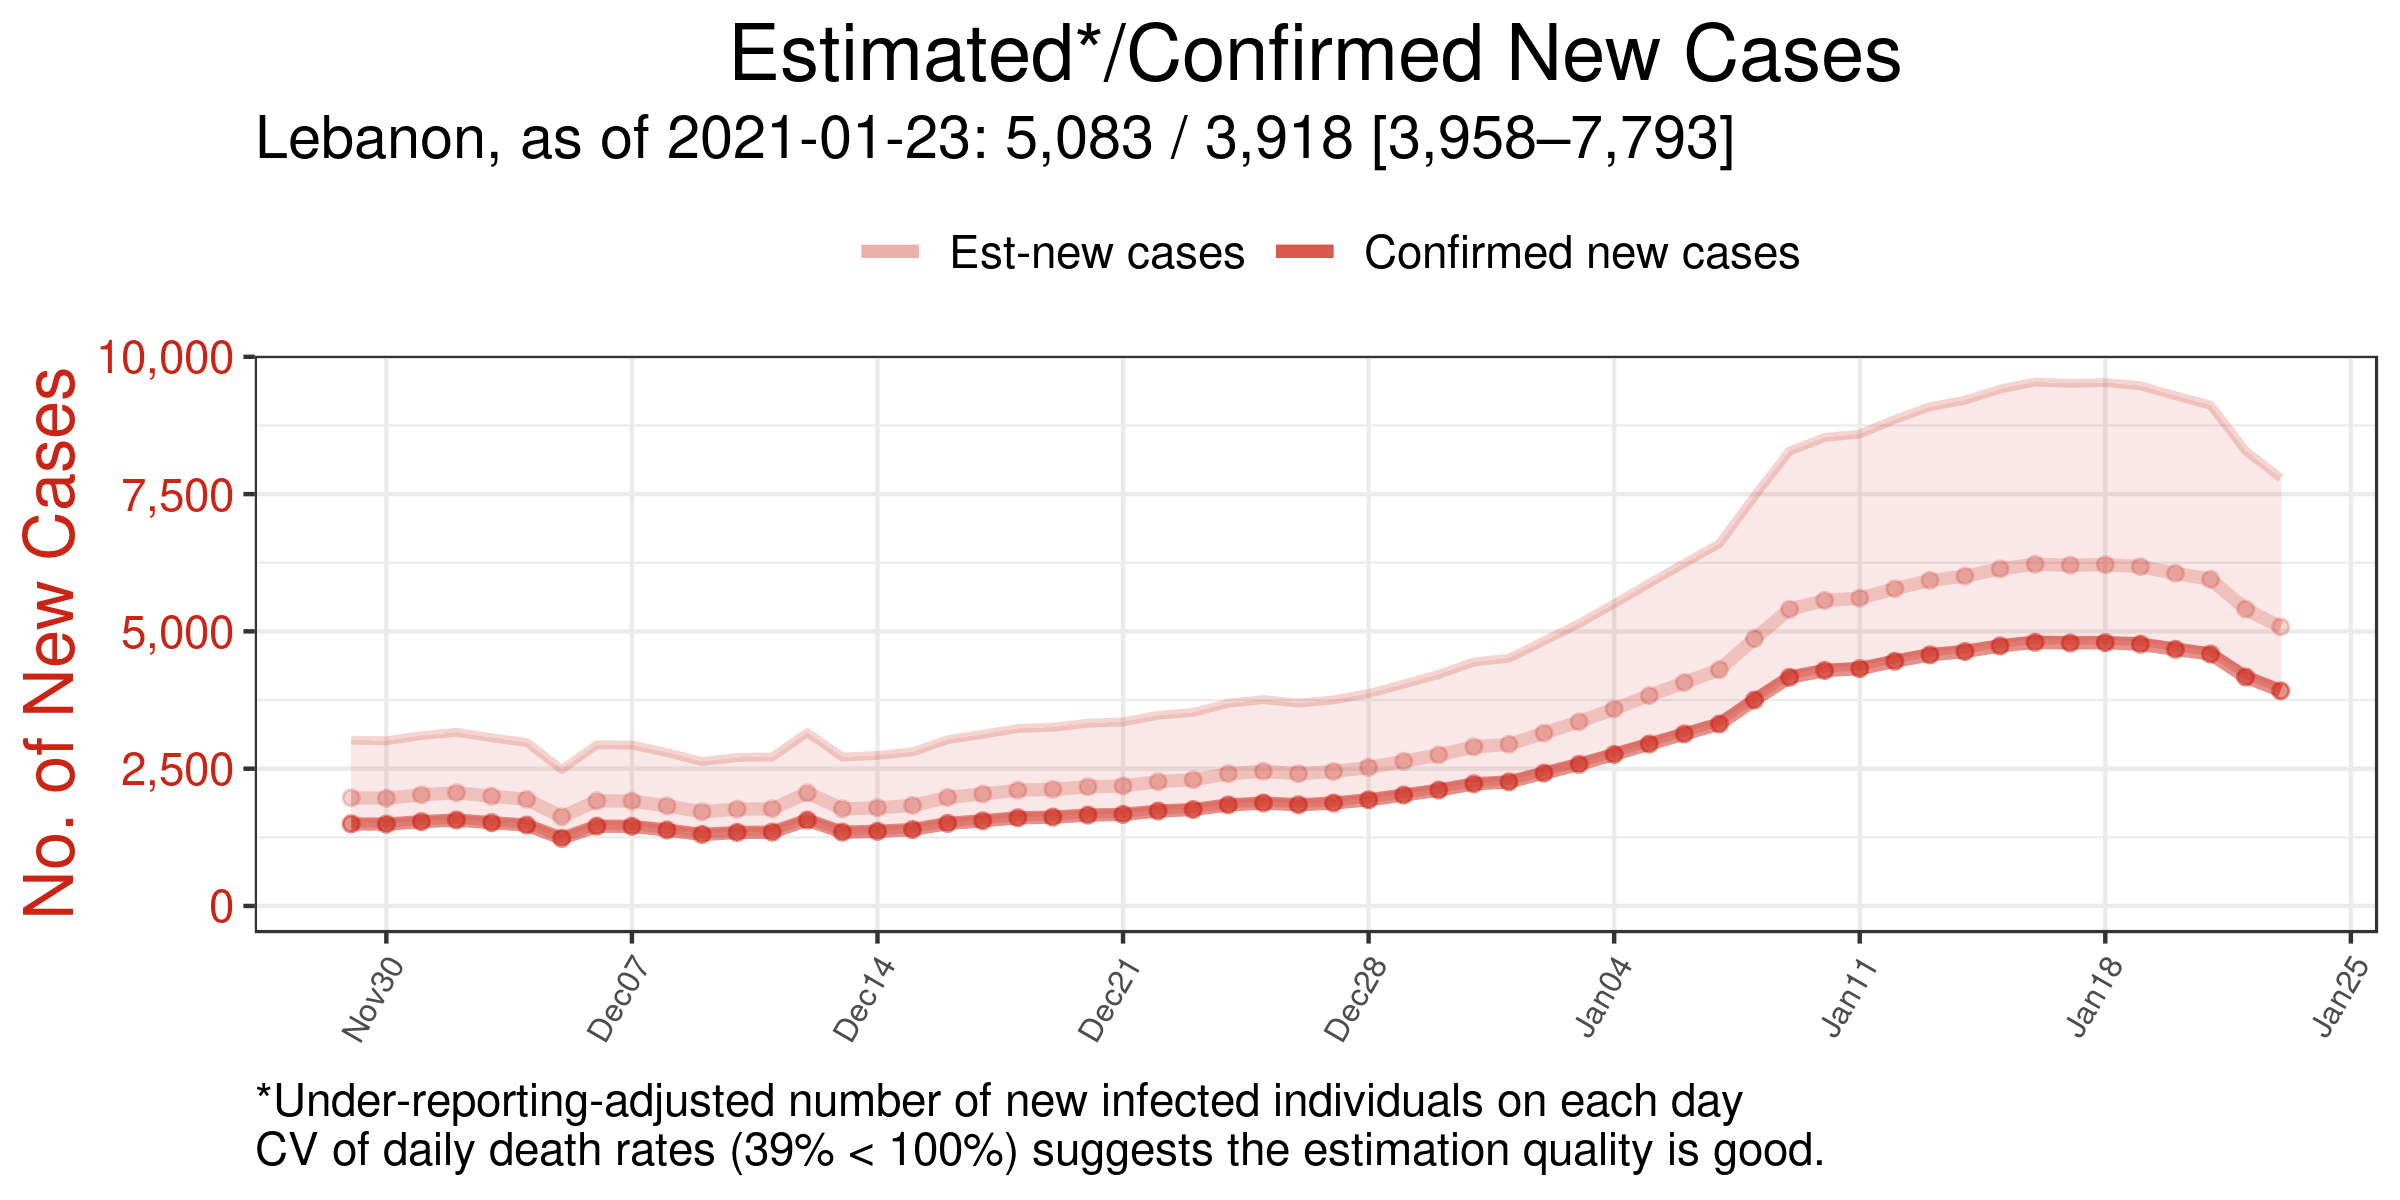 Estimated*/Confirmed New Cases
Lebanon, as of 2021-01-23: 5,083 / 3,918 [3,958–7,793]
Est-new cases Confirmed new cases
No. of New Cases
10,000
7,500
5,000
2,500
0
Nov30 Dec07 Dec14 Dec21 Dec28 Jan04 Jan11 Jan18 Jan25
*Under-reporting-adjusted number of new infected individuals on each day
CV of daily death rates (39% < 100%) suggests the estimation quality is good.